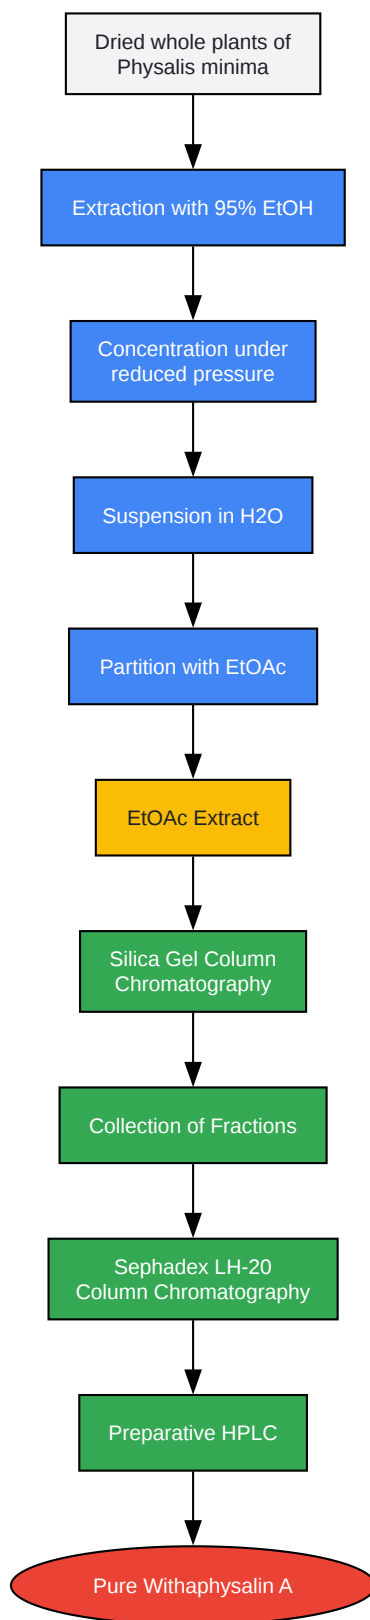 Dried whole plants of
Physalis minima
Extraction with 95% EtOH
Concentration under
reduced pressure
Suspension in H2O
Partition with EtOAc
EtOAc Extract
Silica Gel Column
Chromatography
Collection of Fractions
Sephadex LH-20
Column Chromatography
Preparative HPLC
Pure Withaphysalin A